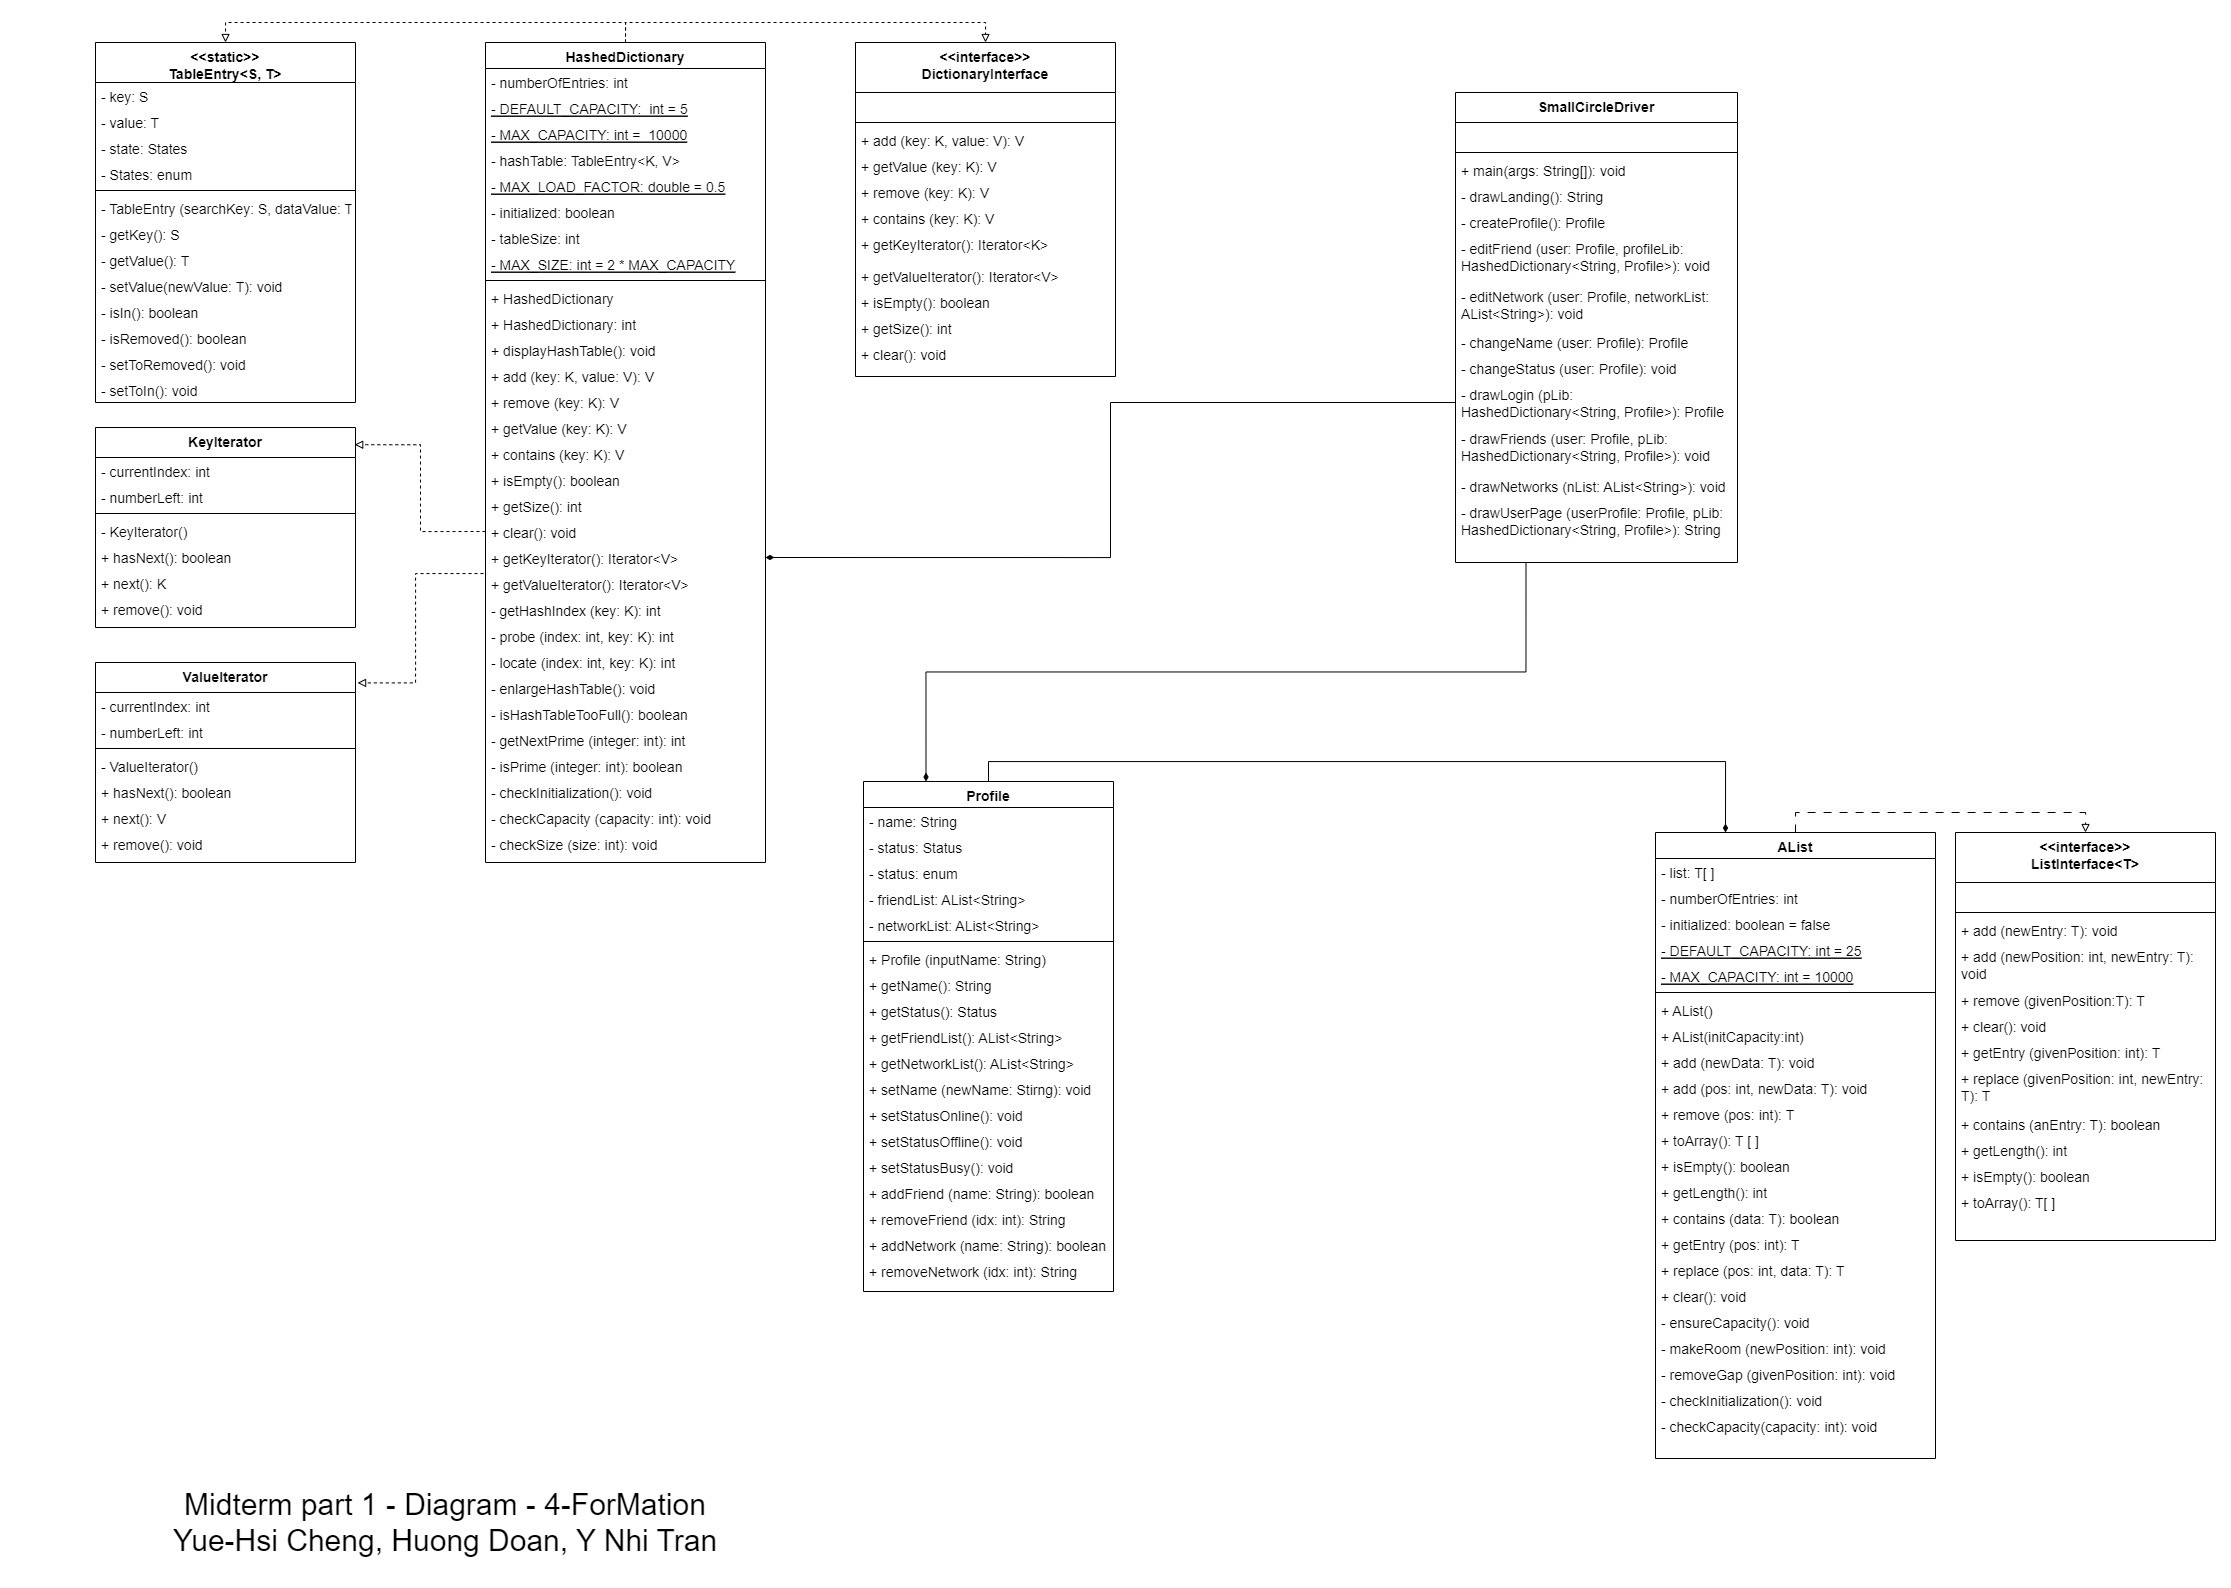 <<static>>
TableEntry<S, T>
- key: S
- value: T
- state: States
- States: enum
- TableEntry (searchKey: S, dataValue: T
- getKey(): S
- getValue(): T
- setValue(newValue: T): void
- isIn(): boolean
- isRemoved(): boolean
- setToRemoved(): void
- setToIn(): void
KeyIterator
- currentIndex: int
- numberLeft: int
- KeyIterator()
+ hasNext(): boolean
+ next(): K
+ remove(): void
ValueIterator
- currentIndex: int
- numberLeft: int
- ValueIterator()
+ hasNext(): boolean
+ next(): V
+ remove(): void
HashedDictionary
- numberOfEntries: int
- DEFAULT_CAPACITY:  int = 5
- MAX_CAPACITY: int =  10000
- hashTable: TableEntry<K, V>
- MAX_LOAD_FACTOR: double = 0.5
- initialized: boolean
- tableSize: int
- MAX_SIZE: int = 2 * MAX_CAPACITY
+ HashedDictionary
+ HashedDictionary: int
+ displayHashTable(): void
+ add (key: K, value: V): V
+ remove (key: K): V
+ getValue (key: K): V
+ contains (key: K): V
+ isEmpty(): boolean
+ getSize(): int
+ clear(): void
+ getKeyIterator(): Iterator<V>
+ getValueIterator(): Iterator<V>
- getHashIndex (key: K): int
- probe (index: int, key: K): int
- locate (index: int, key: K): int
- enlargeHashTable(): void
- isHashTableTooFull(): boolean
- getNextPrime (integer: int): int
- isPrime (integer: int): boolean
- checkInitialization(): void
- checkCapacity (capacity: int): void
- checkSize (size: int): void
<<interface>>
DictionaryInterface
+ add (key: K, value: V): V
+ getValue (key: K): V
+ remove (key: K): V
+ contains (key: K): V
+ getKeyIterator(): Iterator<K>
+ getValueIterator(): Iterator<V>
+ isEmpty(): boolean
+ getSize(): int
+ clear(): void
SmallCircleDriver
+ main(args: String[]): void
- drawLanding(): String
- createProfile(): Profile
- editFriend (user: Profile, profileLib:
HashedDictionary<String, Profile>): void
- editNetwork (user: Profile, networkList:
AList<String>): void
- changeName (user: Profile): Profile
- changeStatus (user: Profile): void
- drawLogin (pLib:
HashedDictionary<String, Profile>): Profile
- drawFriends (user: Profile, pLib:
HashedDictionary<String, Profile>): void
- drawNetworks (nList: AList<String>): void
- drawUserPage (userProfile: Profile, pLib:
HashedDictionary<String, Profile>): String
Profile
- name: String
- status: Status
- status: enum
- friendList: AList<String>
- networkList: AList<String>
+ Profile (inputName: String)
+ getName(): String
+ getStatus(): Status
+ getFriendList(): AList<String>
+ getNetworkList(): AList<String>
+ setName (newName: Stirng): void
+ setStatusOnline(): void
+ setStatusOffline(): void
+ setStatusBusy(): void
+ addFriend (name: String): boolean
+ removeFriend (idx: int): String
+ addNetwork (name: String): boolean
+ removeNetwork (idx: int): String
AList
- list: T[ ]
- numberOfEntries: int
- initialized: boolean = false
- DEFAULT_CAPACITY: int = 25
- MAX_CAPACITY: int = 10000
+ AList()
+ AList(initCapacity:int)
+ add (newData: T): void
+ add (pos: int, newData: T): void
+ remove (pos: int): T
+ toArray(): T [ ]
+ isEmpty(): boolean
+ getLength(): int
+ contains (data: T): boolean
+ getEntry (pos: int): T
+ replace (pos: int, data: T): T
+ clear(): void
- ensureCapacity(): void
- makeRoom (newPosition: int): void
- removeGap (givenPosition: int): void
- checkInitialization(): void
- checkCapacity(capacity: int): void
<<interface>>
ListInterface<T>
+ add (newEntry: T): void
+ add (newPosition: int, newEntry: T):
void
+ remove (givenPosition:T): T
+ clear(): void
+ getEntry (givenPosition: int): T
+ replace (givenPosition: int, newEntry:
T): T
+ contains (anEntry: T): boolean
+ getLength(): int
+ isEmpty(): boolean
+ toArray(): T[ ]
Midterm part 1 - Diagram - 4-ForMation
Yue-Hsi Cheng, Huong Doan, Y Nhi Tran